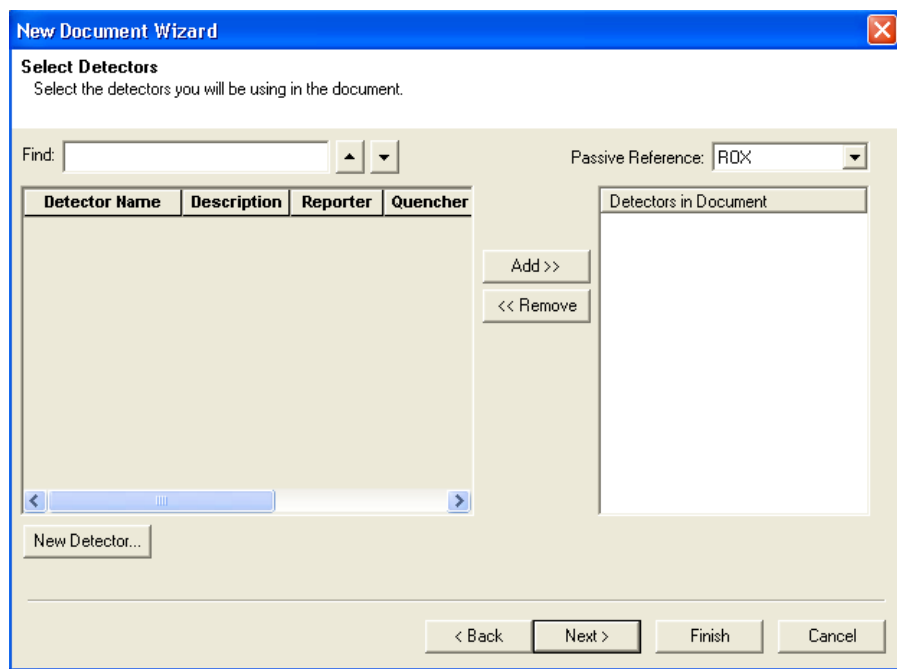 New Document Wizard
Select Detectors
Select the detectors you will be using in the document.
Find:
Passive Reference: ROX
Detector Name Description Reporter Quencher
Detectors in Document
Add >>
<< Remove
New Detector...
< Back Next > Finish Cancel